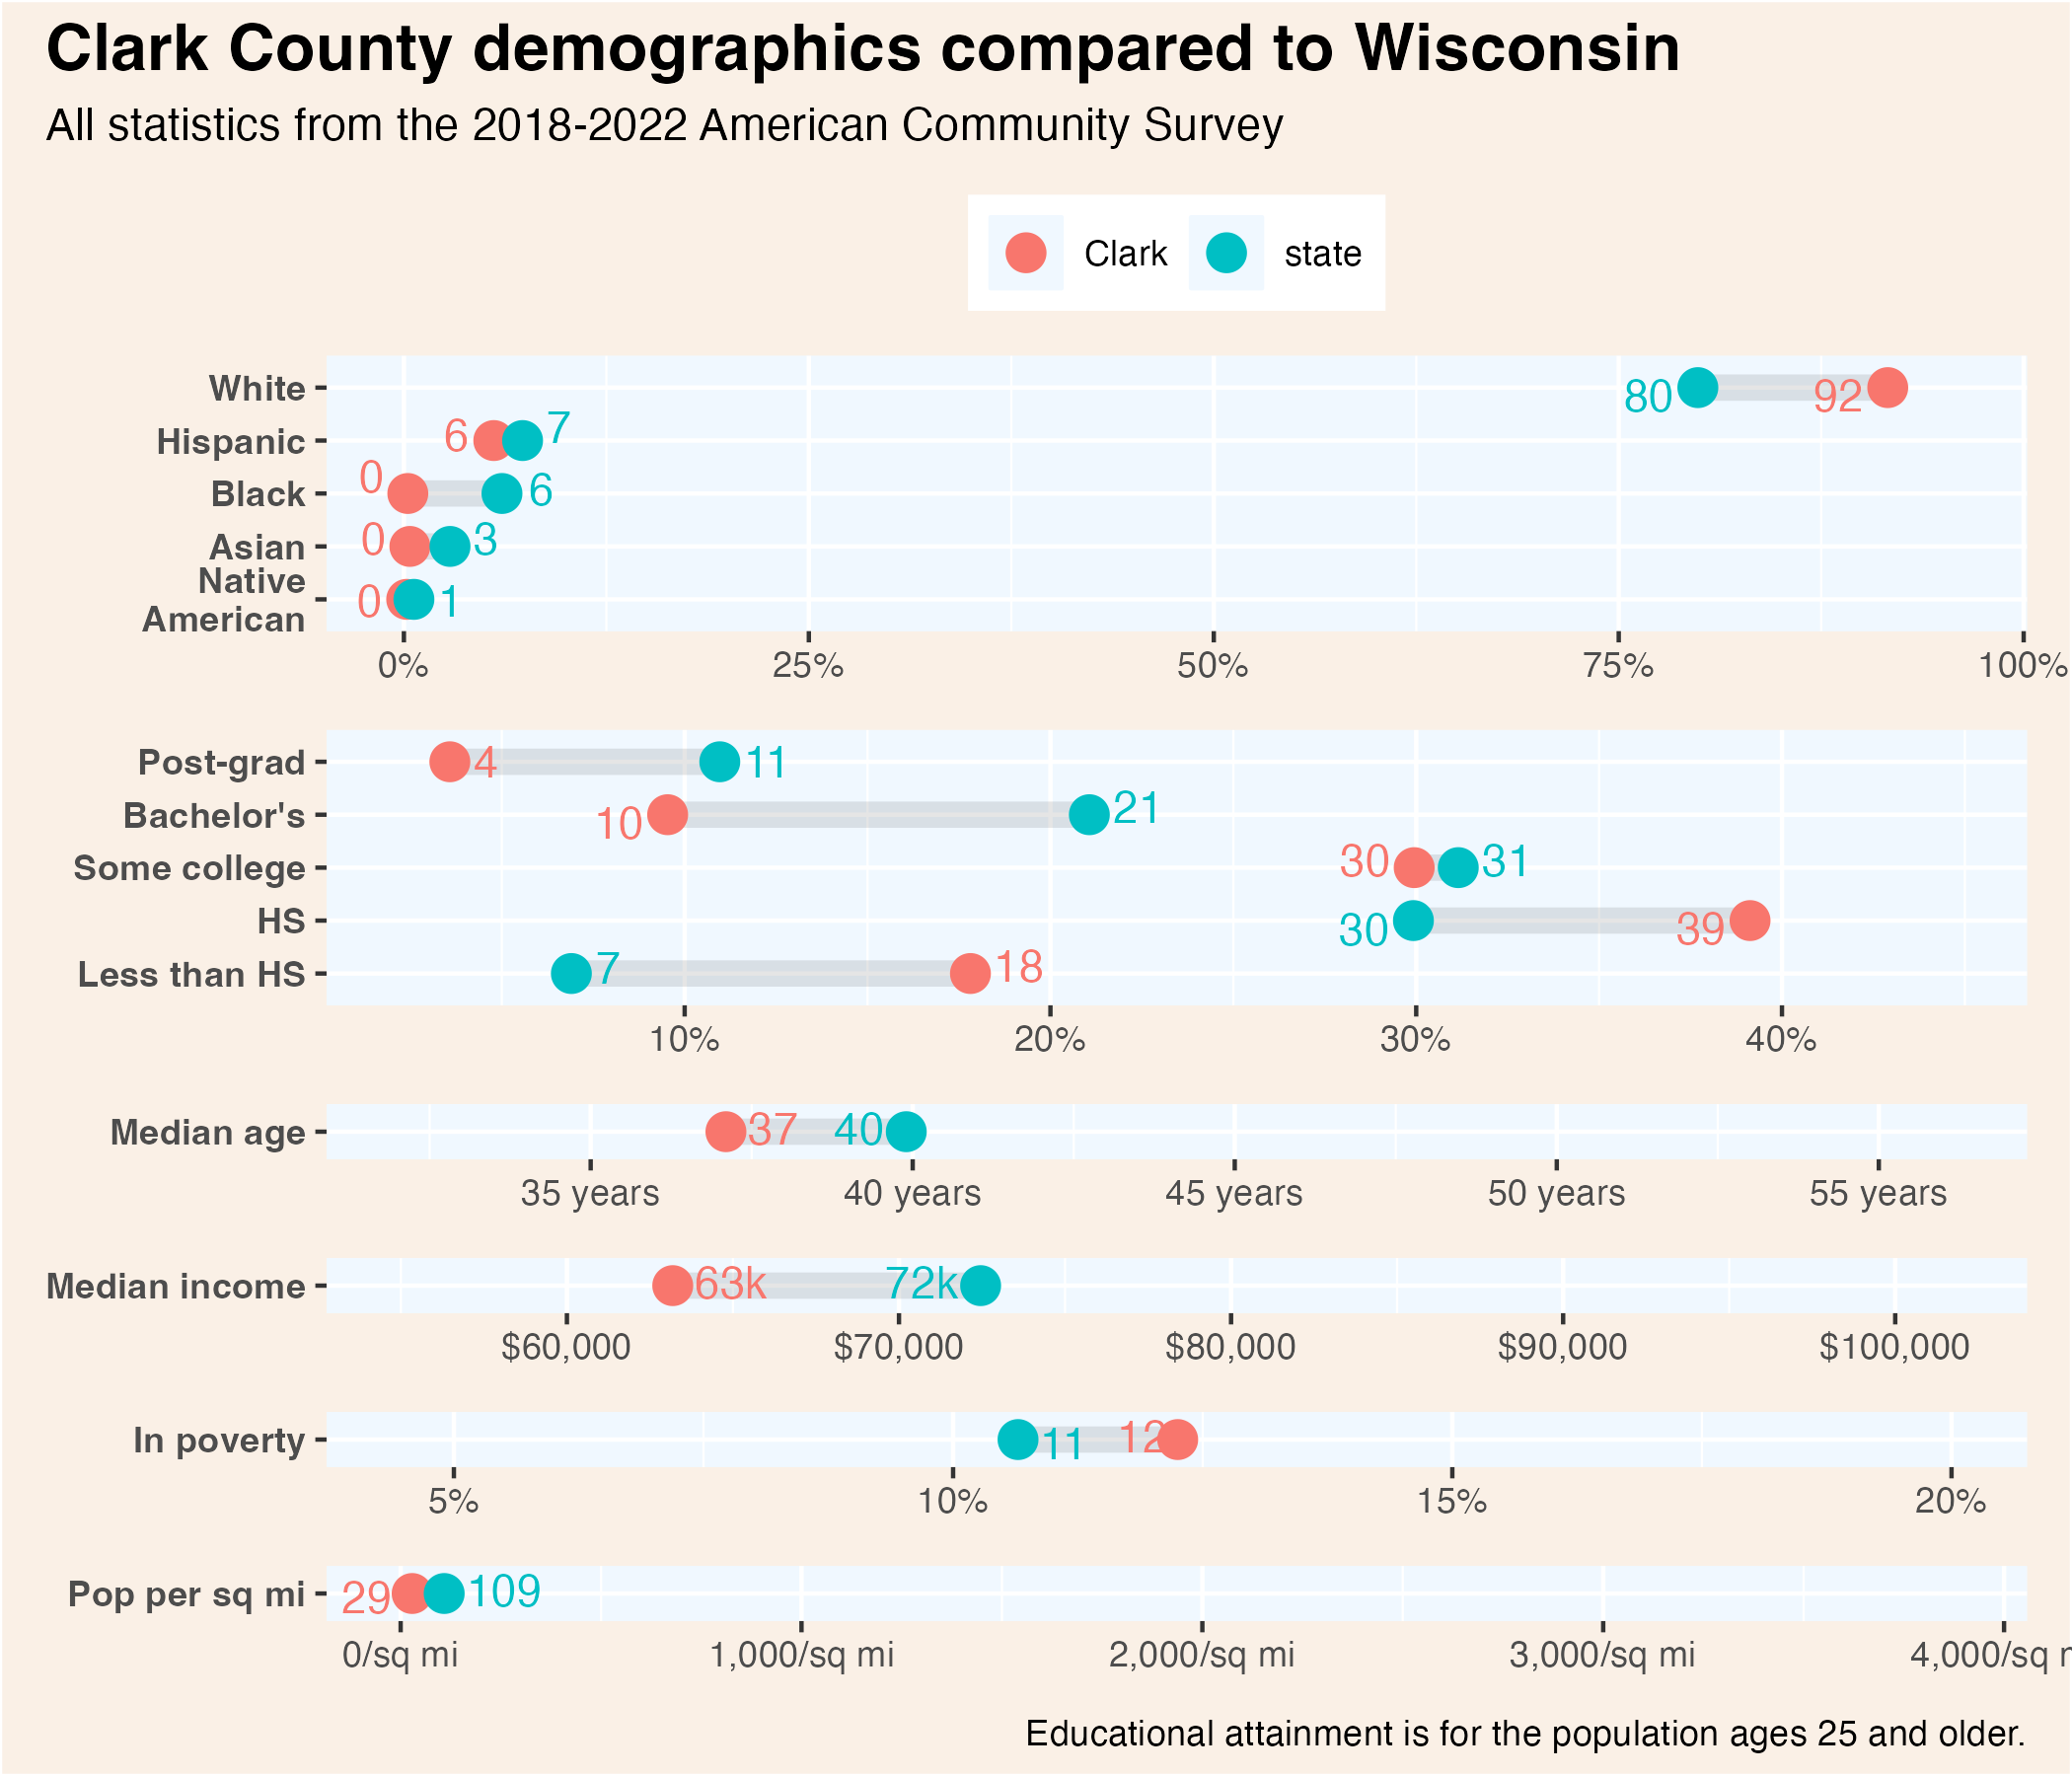 Clark County demographics compared to Wisconsin
All statistics from the 2018-2022 American Community Survey
Clark state
White 80 92
Hispanic 6 7
Black 0 6
Asian 0 3
Native
American 0 1
0% 25% 50% 75% 100%
Post-grad 4 11
Bachelor's 10 21
Some college 30 31
HS 30 39
Less than HS 7 18
10% 20% 30% 40%
Median age 37 40
35 years 40 years 45 years 50 years 55 years
Median income 63k 72k
$60,000 $70,000 $80,000 $90,000 $100,000
In poverty 11 12
5% 10% 15% 20%
Pop per sq mi 29 109
0/sq mi 1,000/sq mi 2,000/sq mi 3,000/sq mi 4,000/sq
Educational attainment is for the population ages 25 and older.